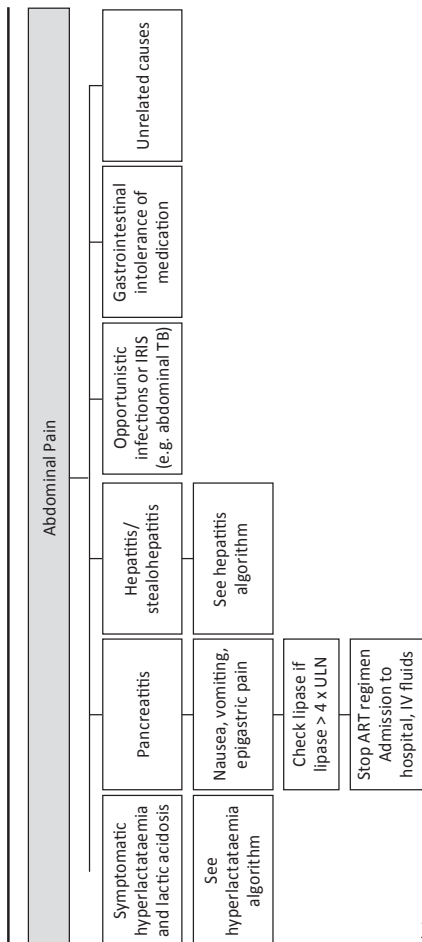 Abdominal Pain
Symptomatic
hyperlactataemia
and lactic acidosis
See
hyperlactataemia
algorithm
Pancreatitis
Nausea, vomiting,
epigastric pain
Check lipase if
lipase > 4 x ULN
Stop ART regimen
Admission to
hospital, IV fluids
Hepatitis/
stealohepatitis
See hepatitis
algorithm
Opportunistic
infections or IRIS
(e.g. abdominal TB)
Gastrointestinal
intolerance of
medication
Unrelated causes